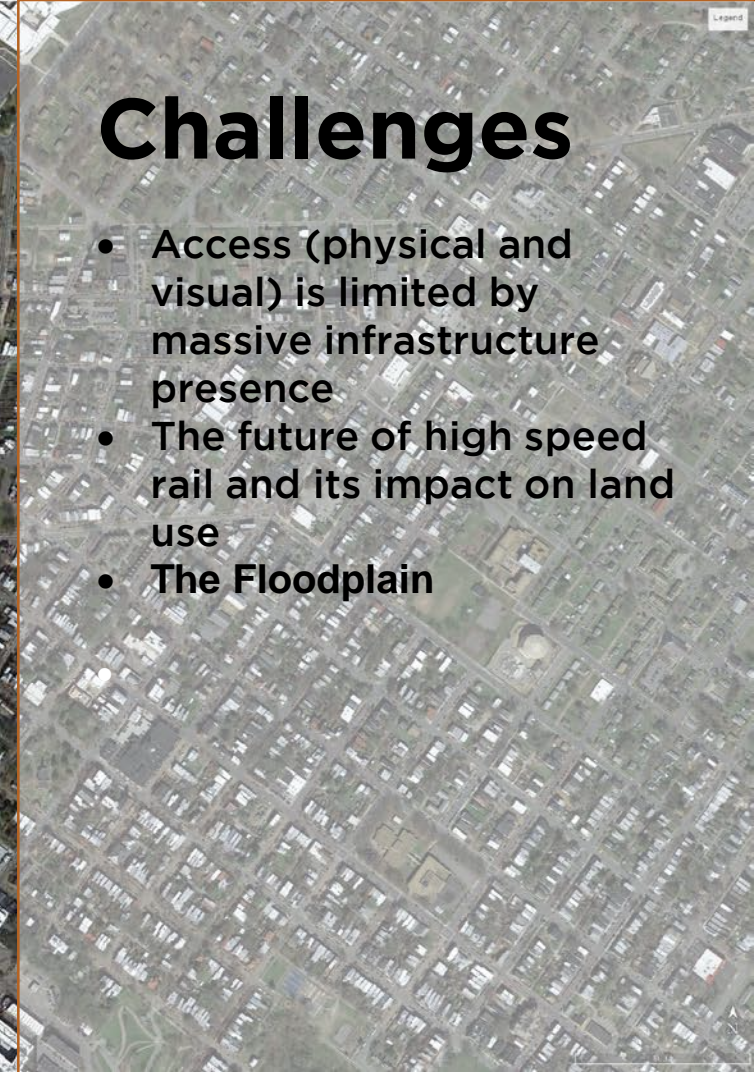 Legend
Challenges
• Access (physical and
visual) is limited by
massive infrastructure
presence
• The future of high speed
rail and its impact on land
use
• The Floodplain
N